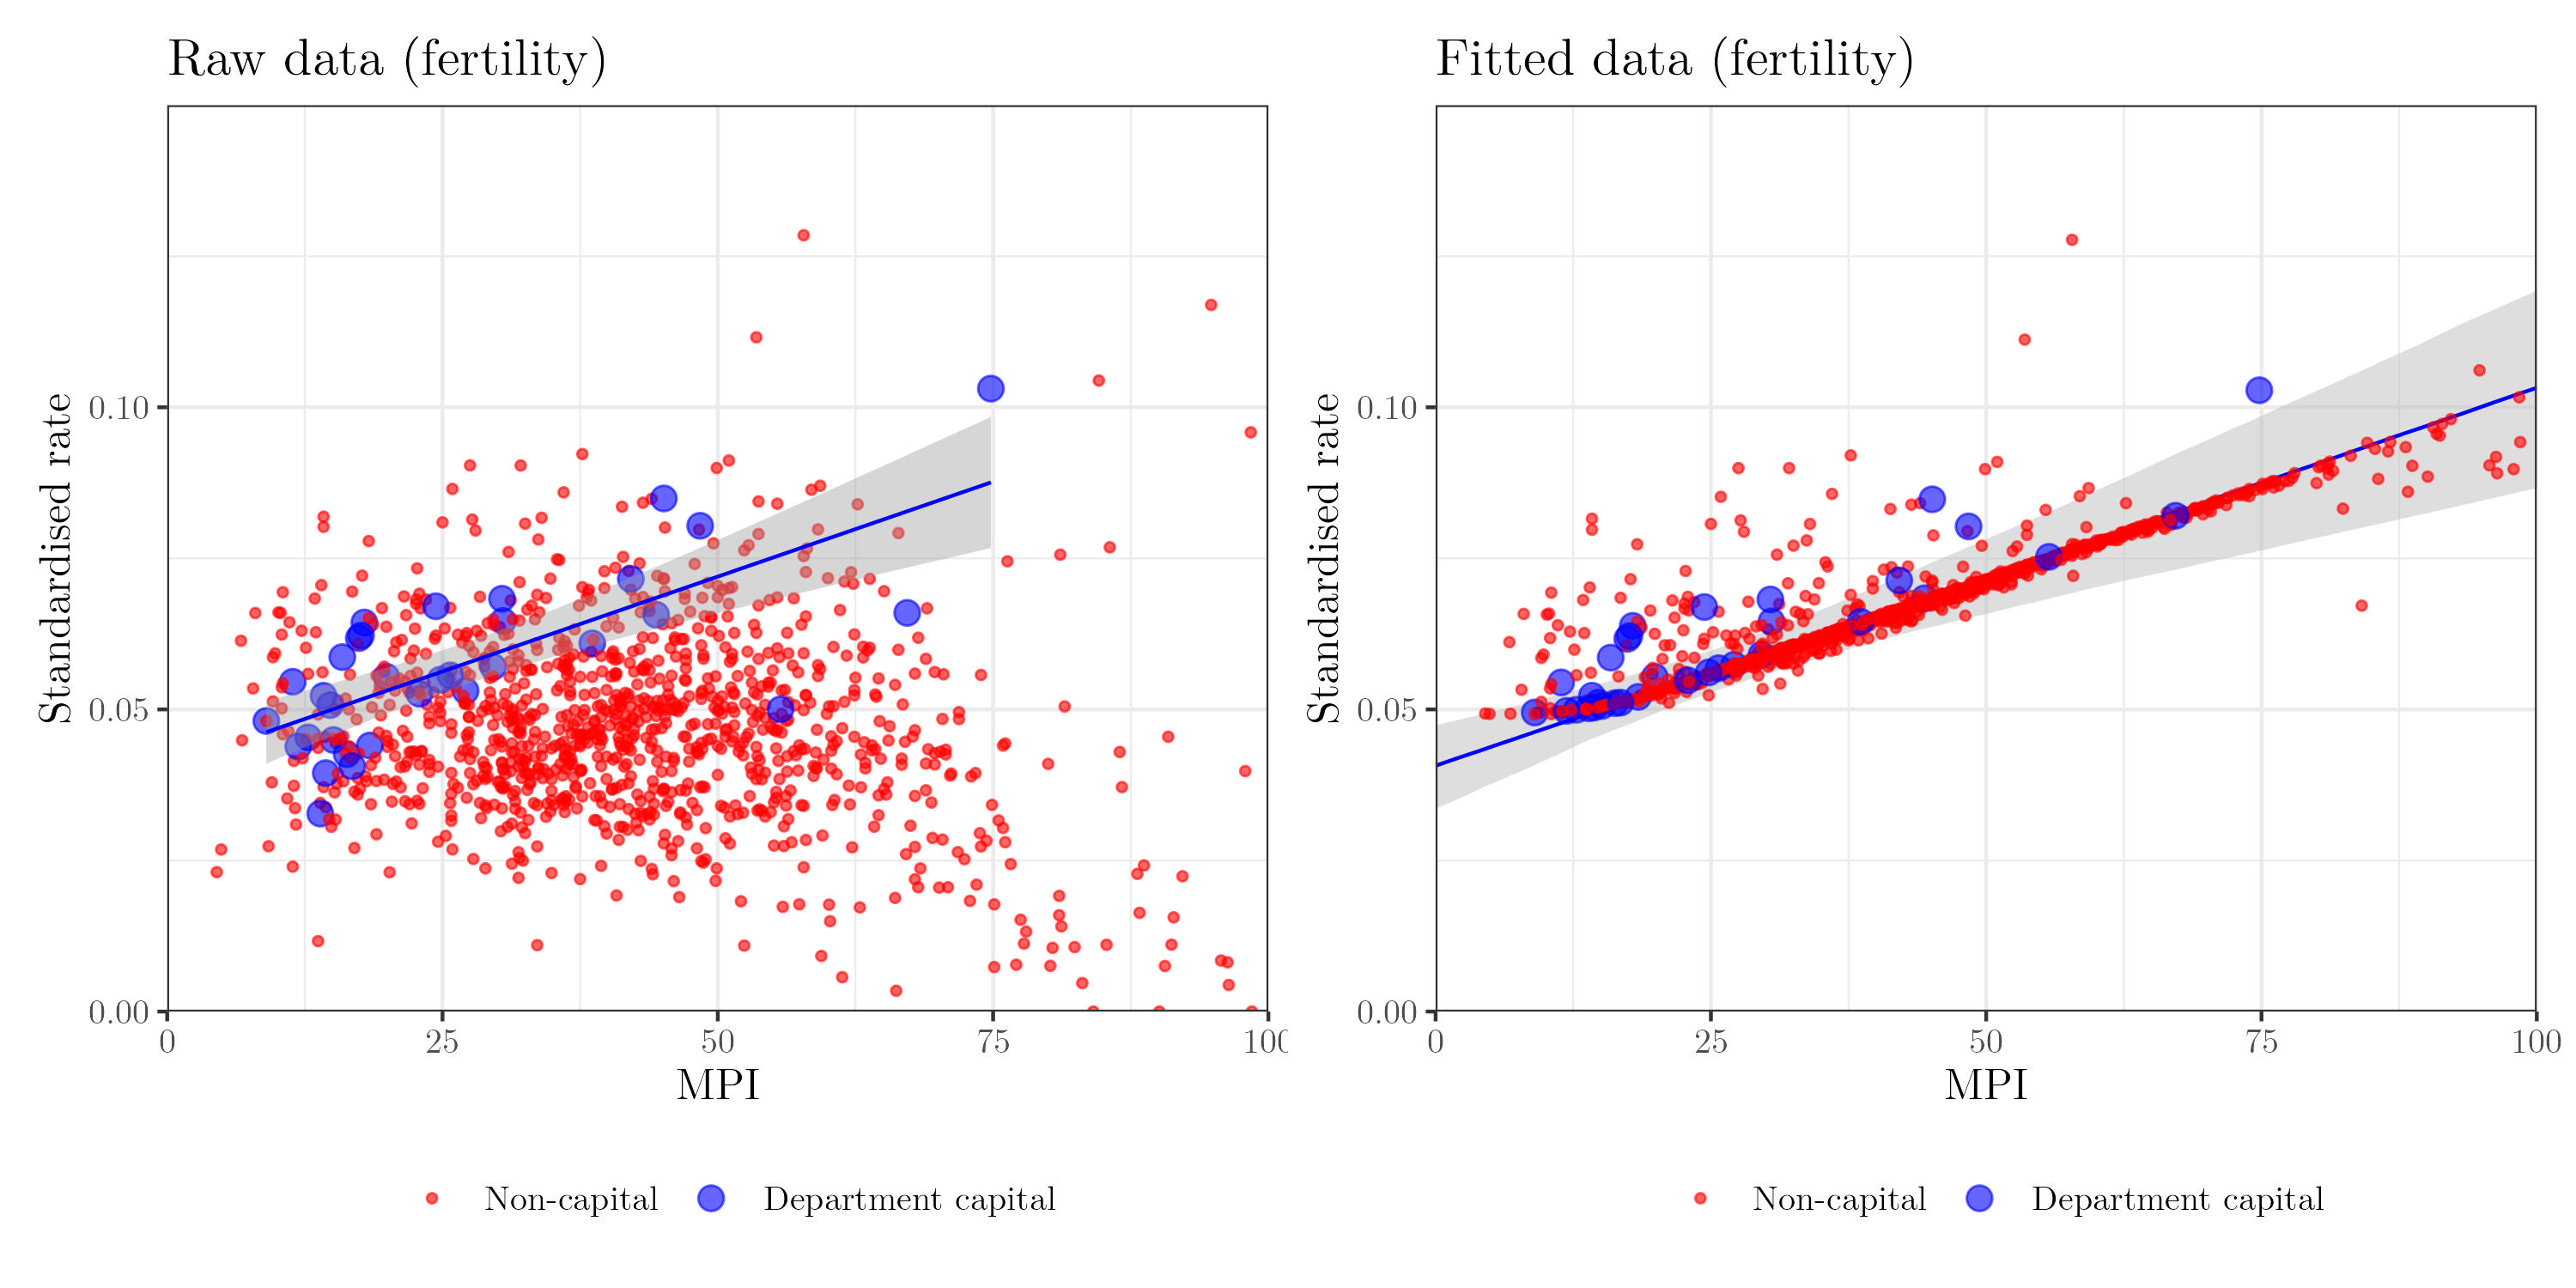 Raw data (fertility)
Standardised rate
0.10
0.05
0.00
0 25 50 75 100
MPI
Non-capital Department capital
Fitted data (fertility)
Standardised rate
0.10
0.05
0.00
0 25 50 75 100
MPI
Non-capital Department capital